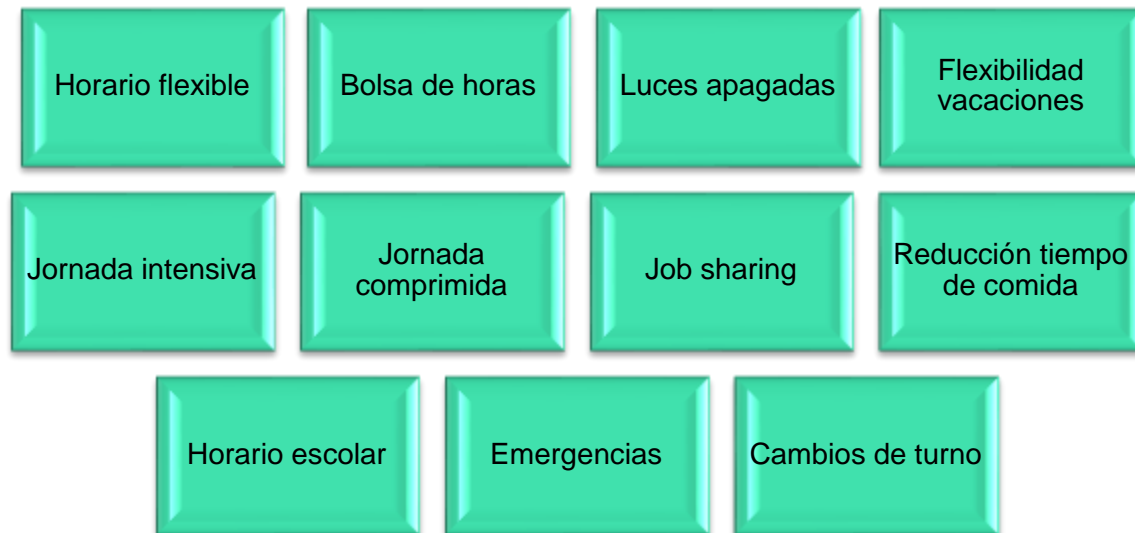 Horario flexible
Bolsa de horas
Luces apagadas
Flexibilidad
vacaciones
Jornada intensiva
Jornada
comprimida
Job sharing
Reducción tiempo
de comida
Horario escolar
Emergencias
Cambios de turno